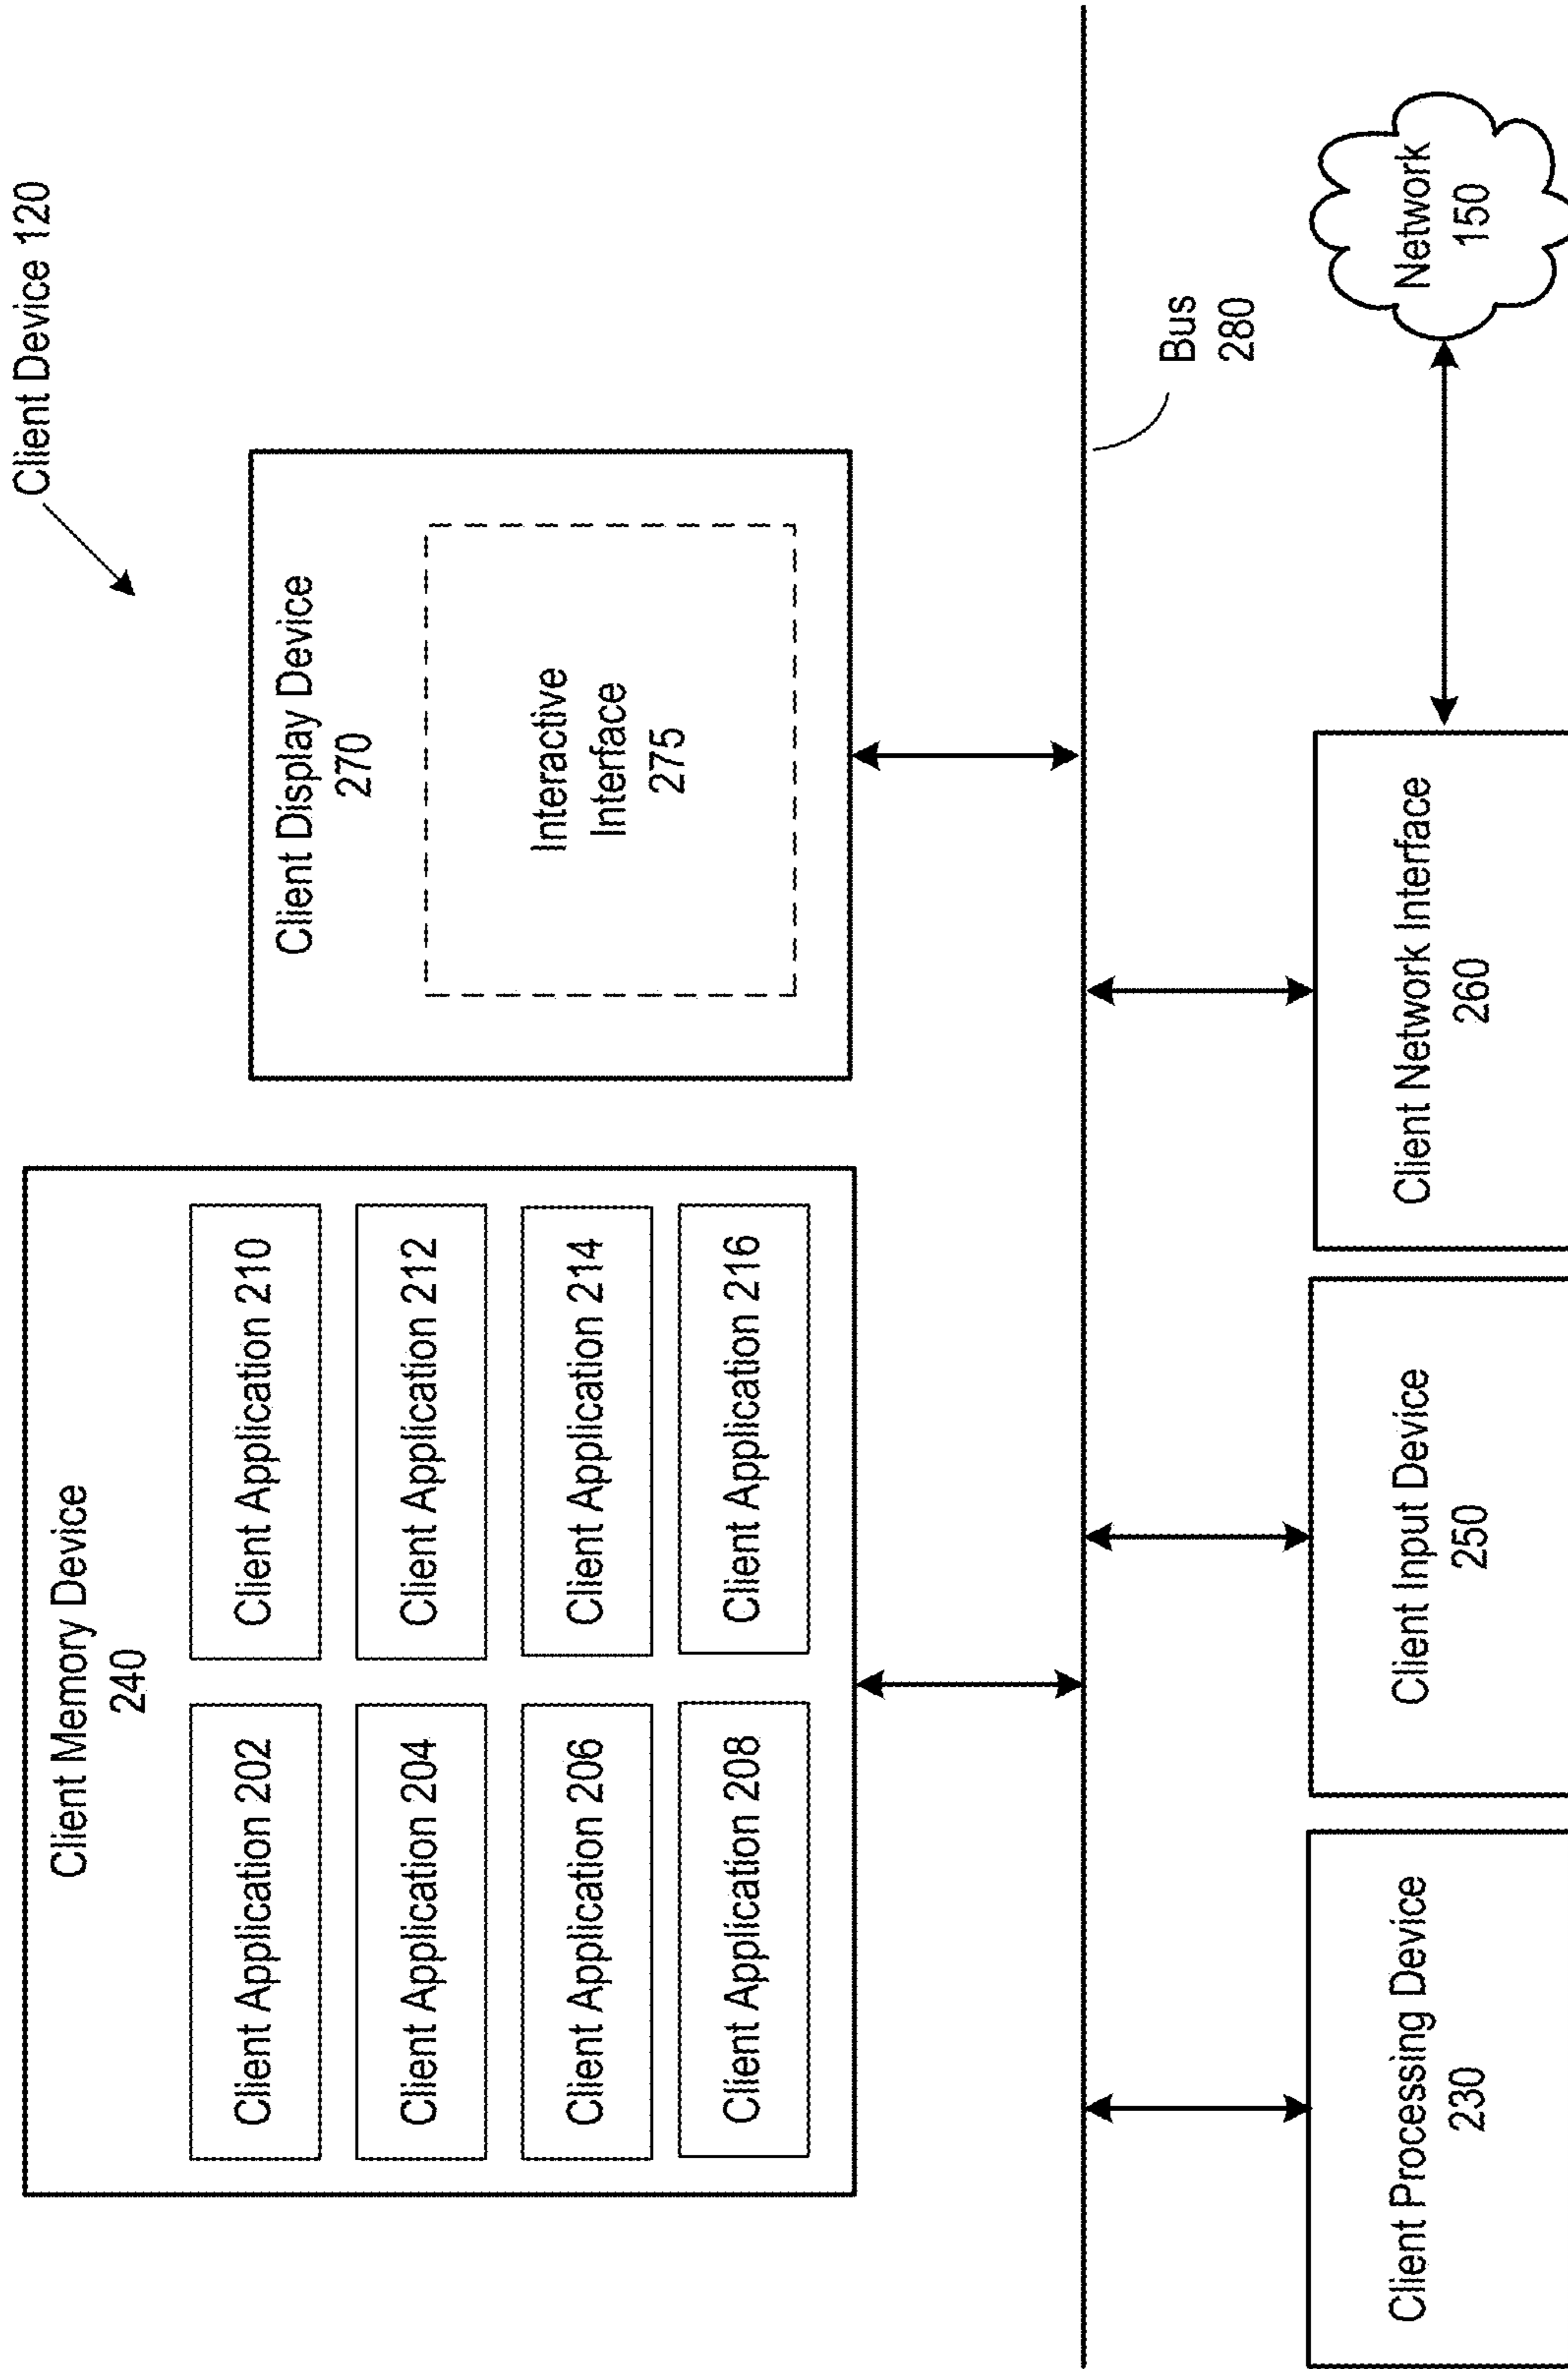 Client Device 120
Client Memory Device
240
Client Application 202
Client Application 210
Client Application 204
Client Application 212
Client Application 206
Client Application 214
Client Application 208
Client Application 216
Client Display Device
270
Interactive
Interface
275
Bus
280
Client Processing Device
230
Client Input Device
250
Client Network Interface
260
Network
150